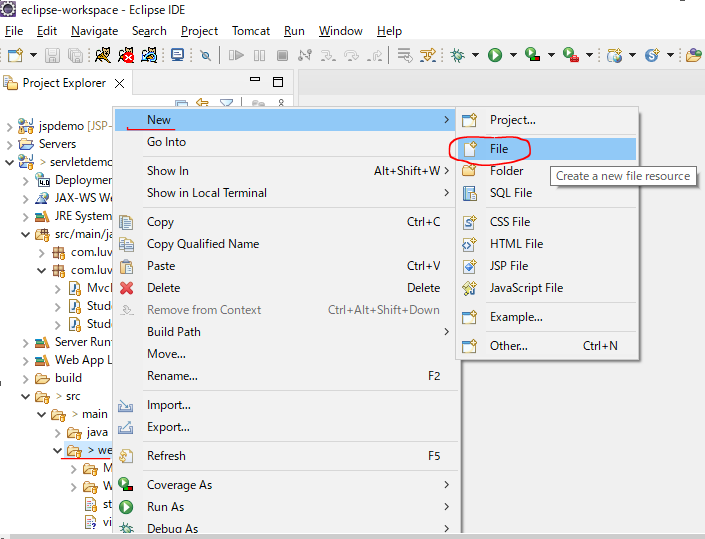 eclipse-workspace - Eclipse IDE
File Edit Navigate Search Project Tomcat Run Window Help
Project Explorer
jspdemo [JSP-
Servers
> servletdemo
Deploymen
JAX-WS We
JRE System
src/main/ja
com.luv
com.luv
Mvc
Stude
Stude
Server Runt
Web App L
build
> src
> main
java
> we
M
W
st
vi
New
Go Into
Show In Alt+Shift+W >
Show in Local Terminal
Copy Ctrl+C
Copy Qualified Name
Paste Ctrl+V
Delete Delete
Remove from Context Ctrl+Alt+Shift+Down
Build Path
Move...
Rename... F2
Import...
Export...
Refresh F5
Coverage As
Run As
Debug As
Project...
File
Folder
SQL File
CSS File
HTML File
JSP File
JavaScript File
Example...
Other... Ctrl+N
Create a new file resource